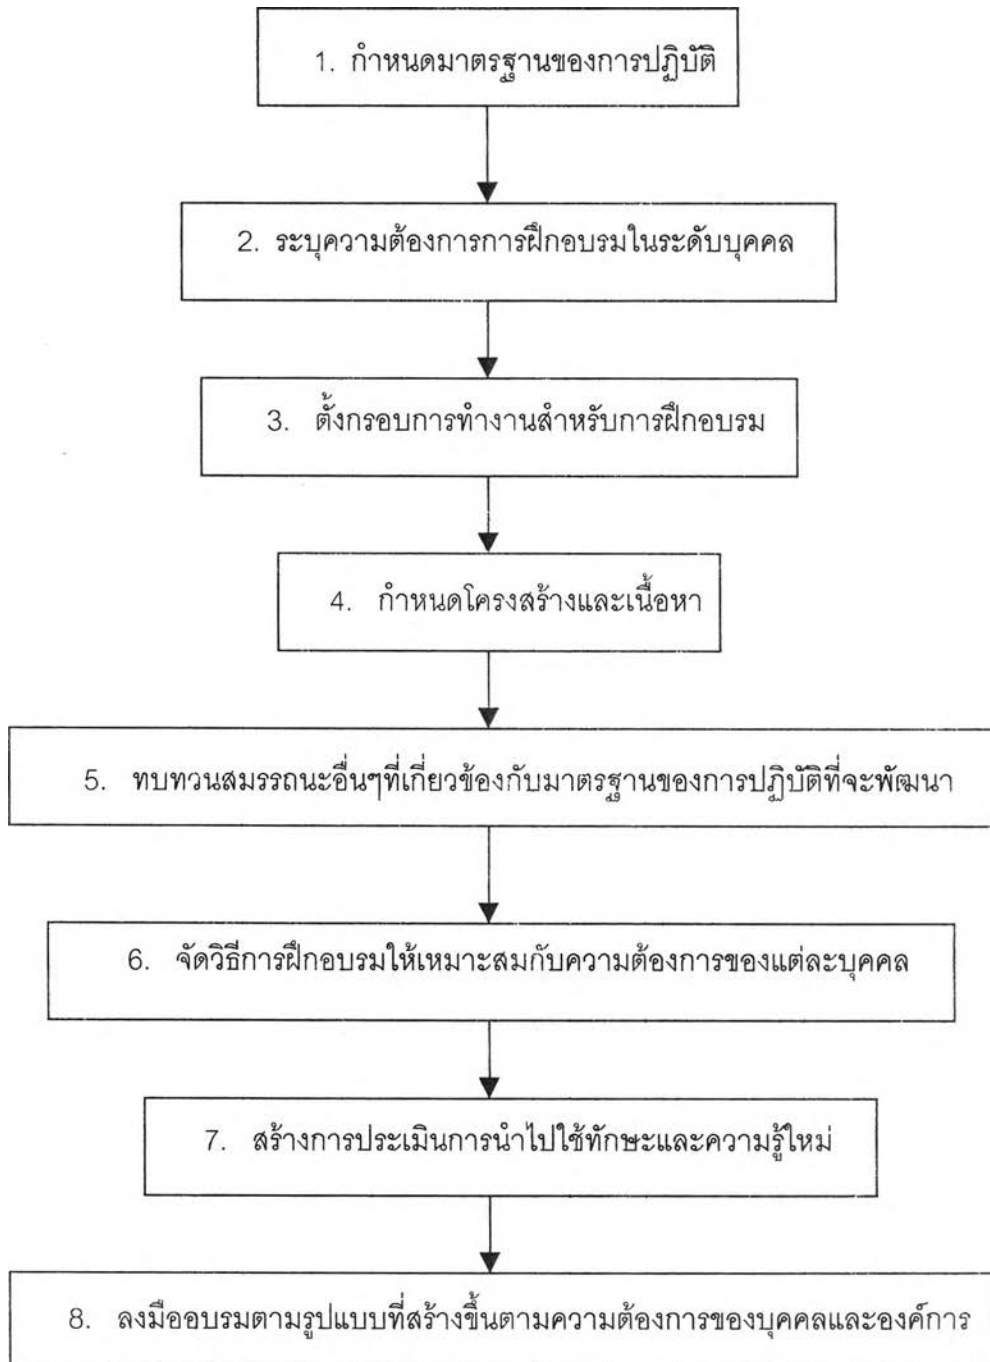 1. กำหนดมาตรฐานของการปฏิบัติ
2. ระบุความต้องการการฝึกอบรมในระดับบุคคล
3. ตั้งกรอบการทำงานสำหรับการฝึกอบรม
4. กำหนดโครงสร้างและเนื้อหา
5. ทบทวนสมรรถนะอื่นๆที่เกี่ยวข้องกับมาตรฐานของการปฏิบัติที่จะพัฒนา
6. จัดวิธีการฝึกอบรมให้เหมาะสมกับความต้องการของแต่ละบุคคล
7. สร้างการประเมินการนำไปใช้ทักษะและความรู้ใหม่
8. ลงมืออบรมตามรูปแบบที่สร้างขึ้นตามความต้องการของบุคคลและองค์การ